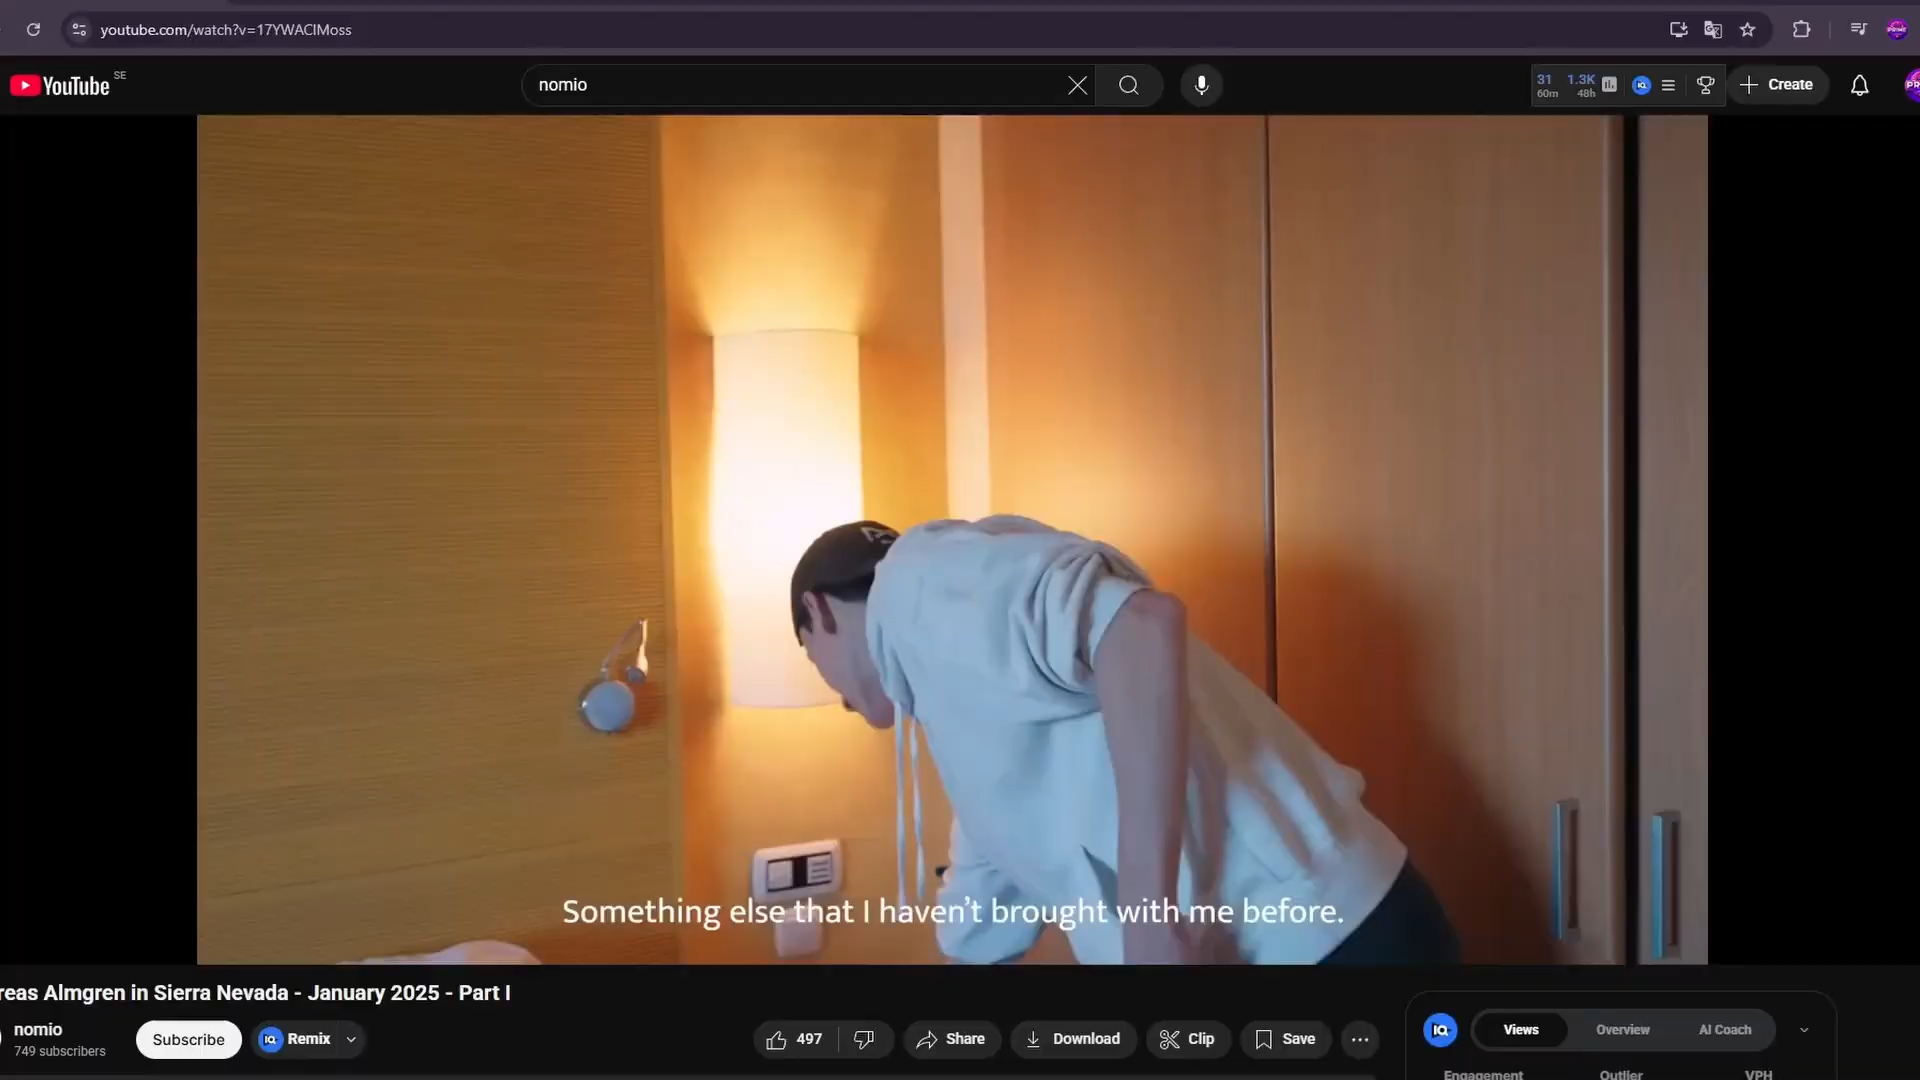 youtube.com/watch?v=17YWACIMoss
YouTube SE
nomio
31 1.3K
60m 48h
Create
Something else that I haven't brought with me before.
reas Almgren in Sierra Nevada - January 2025 - Part I
nomio
749 subscribers
Subscribe
IQ Remix
497
Share
Download
Clip
Save
IQ
Views
Overview
AI Coach
Engagement
Outlier
VPH